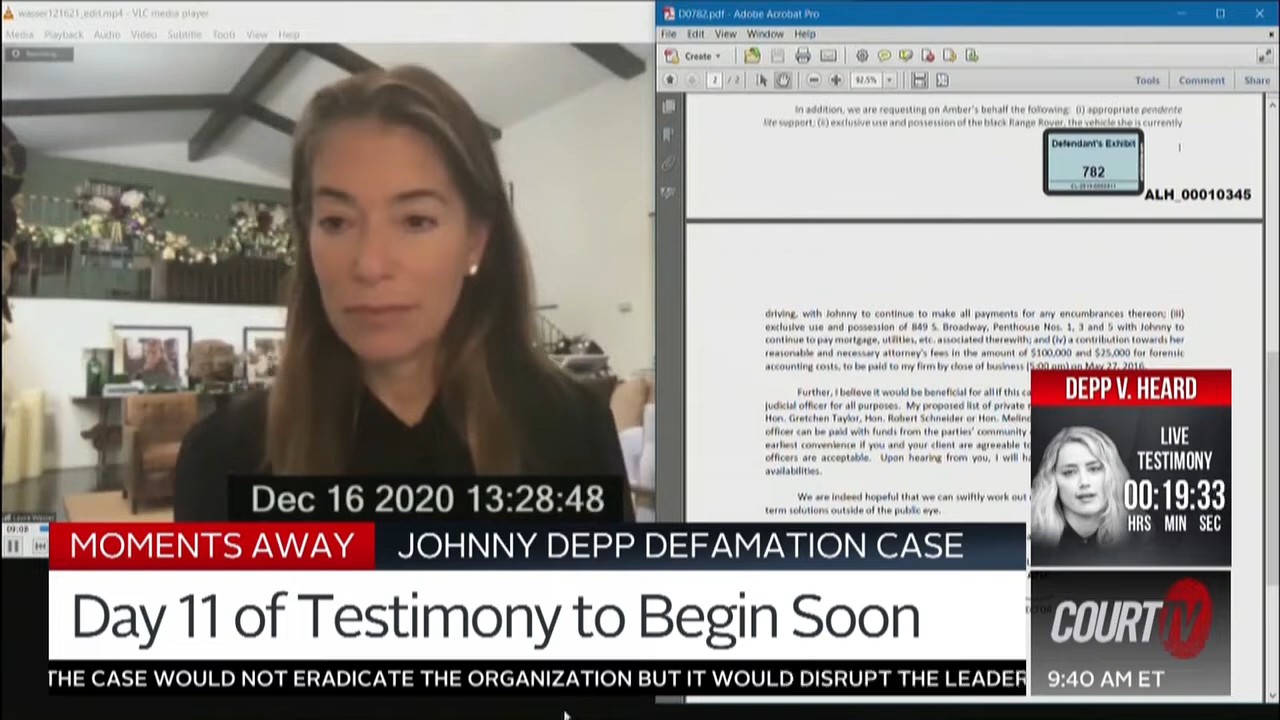 wasser121621_edit.mp4 - VLC media player
Media Playback Audio Video Subtitle Tools View Help
Recording
Dec 16 2020 13:28:48
09:08
D0782.pdf - Adobe Acrobat Pro
File Edit View Window Help
Create
2 / 2
92.5%
Tools Comment Share
In addition, we are requesting on Amber's behalf the following: (i) appropriate pendente
lite support; (ii) exclusive use and possession of the black Range Rover, the vehicle she is currently
Defendant's Exhibit
782
ALH_00010345
driving, with Johnny to continue to make all payments for any encumbrances thereon; (iii)
exclusive use and possession of 849 S. Broadway, Penthouse Nos. 1, 3 and 5 with Johnny to
continue to pay mortgage, utilities, etc. associated therewith; and (iv) a contribution towards her
reasonable and necessary attorney's fees in the amount of $100,000 and $25,000 for forensic
accounting costs, to be paid to my firm by close of business (5:00 pm) on May 27, 2016.
Further, I believe it would be beneficial for all if this ca
judicial officer for all purposes. My proposed list of private
Hon. Gretchen Taylor, Hon. Robert Schneider or Hon. Melin
officer can be paid with funds from the parties' community
earliest convenience if you and your client are agreeable to
officers are acceptable. Upon hearing from you, I will ha
availabilities.
We are indeed hopeful that we can swiftly work out
term solutions outside of the public eye.
DEPP V. HEARD
LIVE
TESTIMONY
00:19:33
HRS MIN SEC
MOMENTS AWAY
JOHNNY DEPP DEFAMATION CASE
Day 11 of Testimony to Begin Soon
COURT TV
9:40 AM ET
THE CASE WOULD NOT ERADICATE THE ORGANIZATION BUT IT WOULD DISRUPT THE LEADER